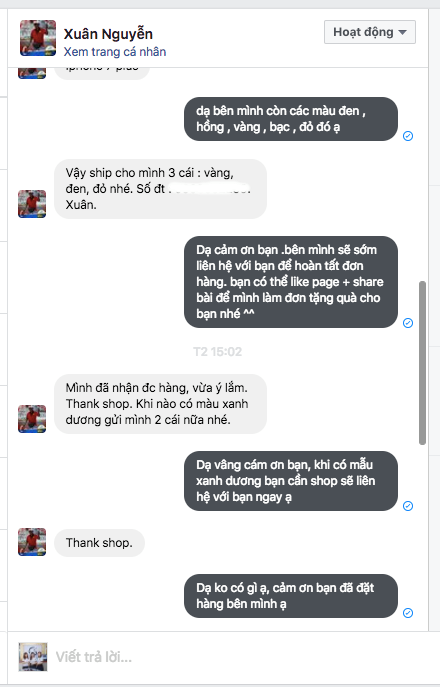 Xuân Nguyễn
Hoạt động
Xem trang cá nhân
Iphone 7 plus
dạ bên mình còn các màu đen ,
hồng , vàng , bạc , đỏ đó ạ
Vậy ship cho mình 3 cái : vàng,
đen, đỏ nhé. Số đt :
Xuân.
Dạ cảm ơn bạn .bên mình sẽ sớm
liên hệ với bạn để hoàn tất đơn
hàng. bạn có thể like page + share
bài để mình làm đơn tặng quà cho
bạn nhé ^^
T2 15:02
Mình đã nhận đc hàng, vừa ý lắm.
Thank shop. Khi nào có màu xanh
dương gửi mình 2 cái nữa nhé.
Dạ vâng cám ơn bạn, khi có mẫu
xanh dương bạn cần shop sẽ liên
hệ với bạn ngay ạ
Thank shop.
Dạ ko có gì ạ, cảm ơn bạn đã đặt
hàng bên mình ạ
Viết trả lời...